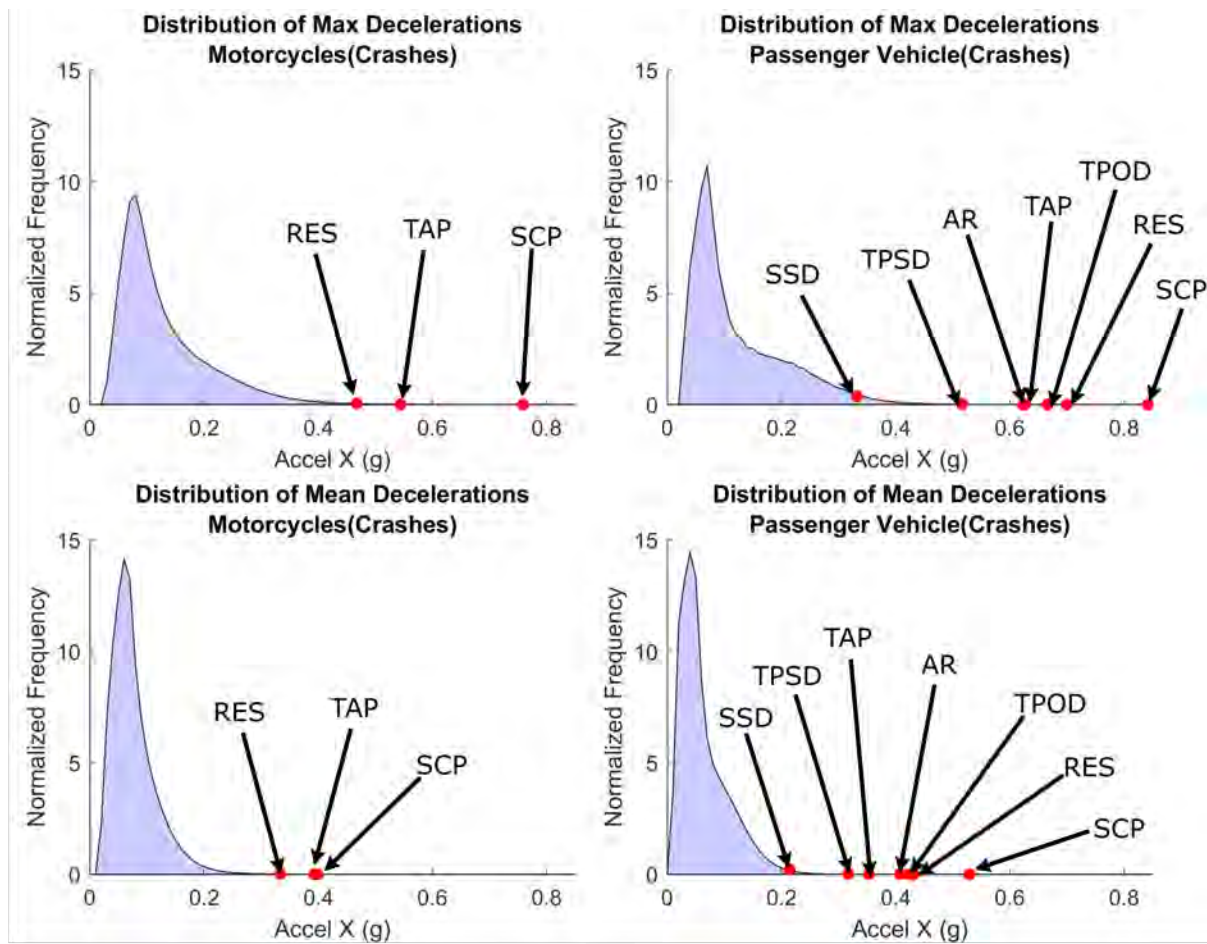 Distribution of Max Decelerations
Motorcycles(Crashes)
15
10
5
0
Normalized Frequency
RES
TAP
SCP
0
0.2
0.4
0.6
0.8
Accel X (g)
Distribution of Max Decelerations
Passenger Vehicle(Crashes)
15
10
5
0
Normalized Frequency
SSD
TPSD
AR
TAP
TPOD
RES
SCP
0
0.2
0.4
0.6
0.8
Accel X (g)
Distribution of Mean Decelerations
Motorcycles(Crashes)
15
10
5
0
Normalized Frequency
RES
TAP
SCP
0
0.2
0.4
0.6
0.8
Accel X (g)
Distribution of Mean Decelerations
Passenger Vehicle(Crashes)
15
10
5
0
Normalized Frequency
SSD
TPSD
TAP
AR
TPOD
RES
SCP
0
0.2
0.4
0.6
0.8
Accel X (g)